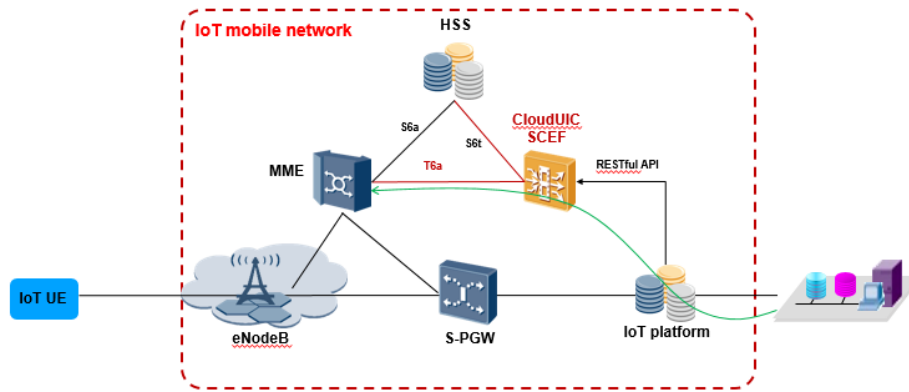 IoT mobile network
HSS
CloudUIC
SCEF
S6a
S6t
RESTful API
MME
T6a
IoT UE
eNodeB
S-PGW
IoT platform